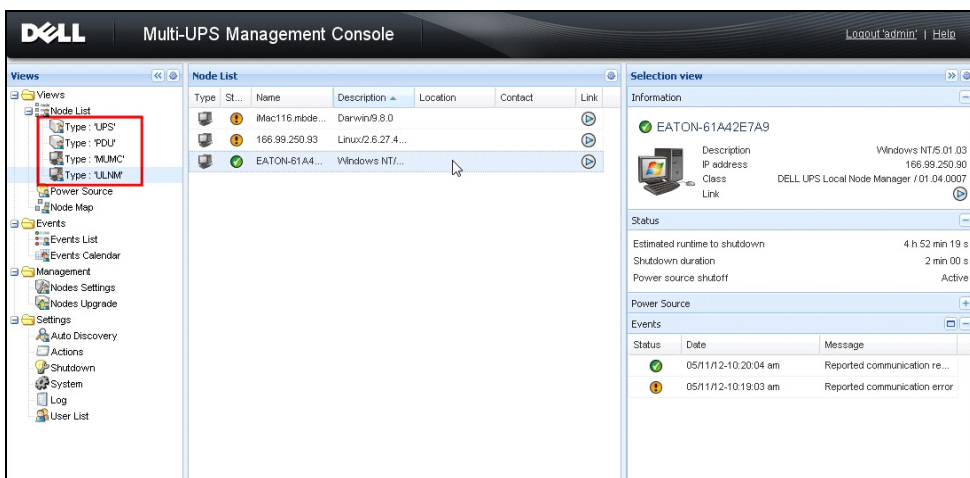 DELL Multi-UPS Management Console Logout 'admin' | Help
Views
Views
Node List
Type : 'UPS'
Type : 'PDU'
Type : 'MUMC'
Type : 'ULNM'
Power Source
Node Map
Events
Events List
Events Calendar
Management
Nodes Settings
Nodes Upgrade
Settings
Auto Discovery
Actions
Shutdown
System
Log
User List
Node List
Type St... Name Description Location Contact Link
iMac116.mbde... Darwin/9.8.0
166.99.250.93 Linux/2.6.27.4...
EATON-61A4... Windows NT/...
Selection view
Information
EATON-61A42E7A9
Description Windows NT/5.01.03
IP address 166.99.250.90
Class DELL UPS Local Node Manager / 01.04.0007
Link
Status
Estimated runtime to shutdown 4 h 52 min 19 s
Shutdown duration 2 min 00 s
Power source shutoff Active
Power Source
Events
Status Date Message
05/11/12-10:20:04 am Reported communication re...
05/11/12-10:19:03 am Reported communication error